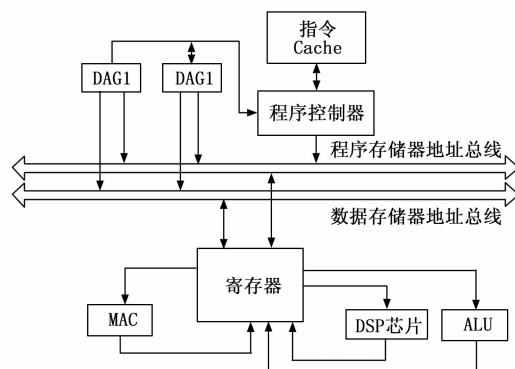 指令
Cache
DAG1
DAG1
程序控制器
程序存储器地址总线
数据存储器地址总线
寄存器
MAC
DSP芯片
ALU